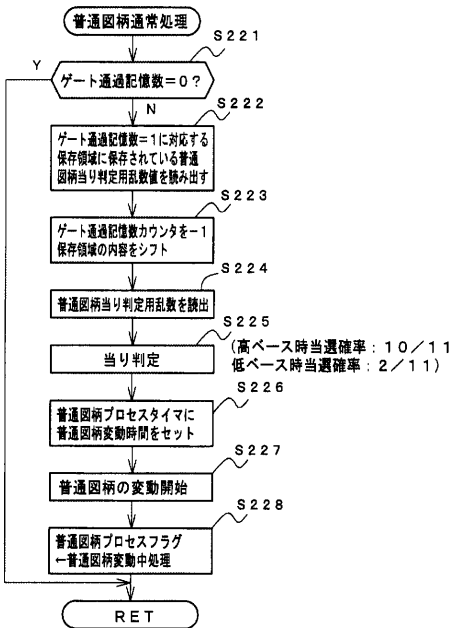 普通図柄通常処理
S221
Y
ゲート通過記憶数=0?
N
S222
ゲート通過記憶数=1に対応する
保存領域に保存されている普通
図柄当り判定用乱数値を読み出す
S223
ゲート通過記憶数カウンタを-1
保存領域の内容をシフト
S224
普通図柄当り判定用乱数を読出
S225
当り判定
(高ベース時当選確率:10/11
低ベース時当選確率:2/11)
S226
普通図柄プロセスタイマに
普通図柄変動時間をセット
S227
普通図柄の変動開始
S228
普通図柄プロセスフラグ
←普通図柄変動中処理
RET